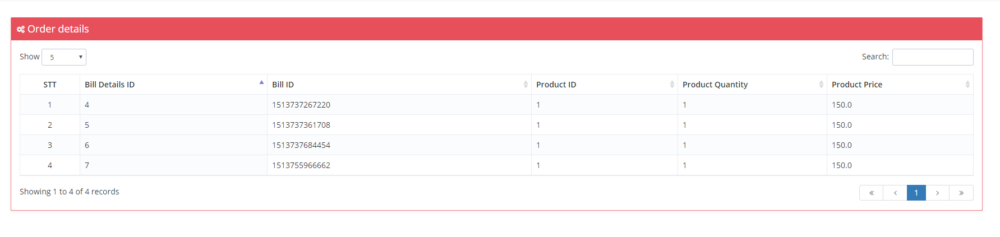 Order details
Show 5 Search:
STT Bill Details ID Bill ID Product ID Product Quantity Product Price
1 4 1513737267220 1 1 150.0
2 5 1513737361708 1 1 150.0
3 6 1513737684454 1 1 150.0
4 7 1513755966662 1 1 150.0
Showing 1 to 4 of 4 records « ‹ 1 › »